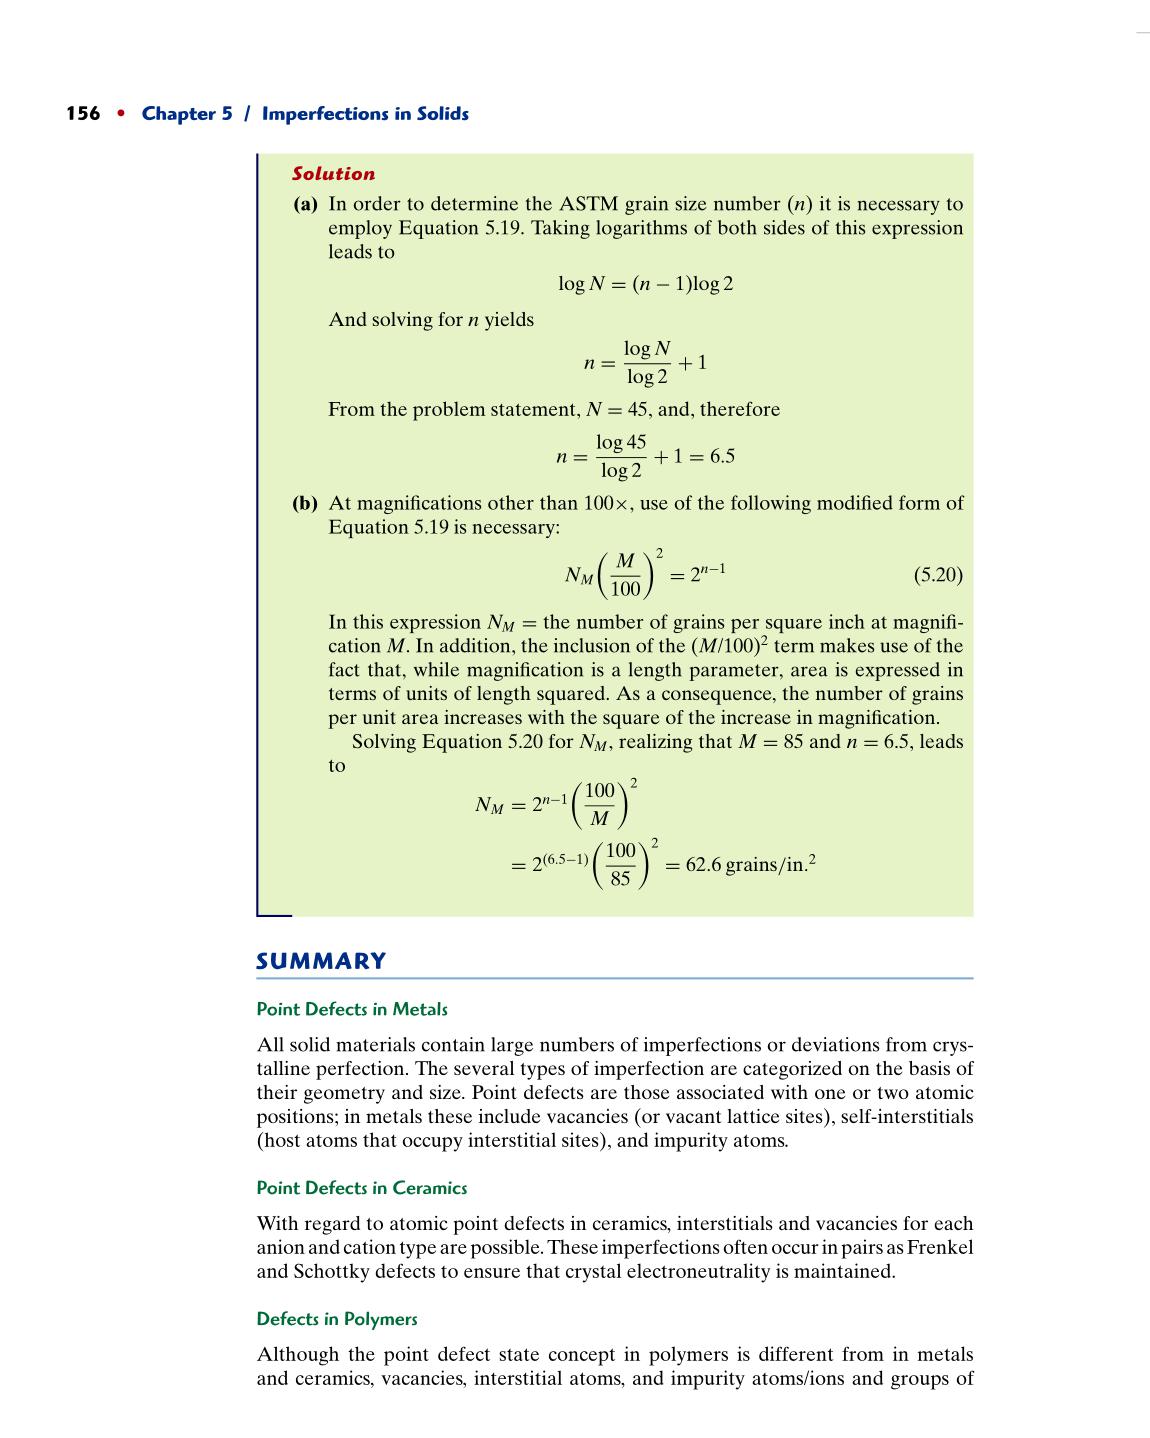 156 • Chapter 5 / Imperfections in Solids
Solution
(a) In order to determine the ASTM grain size number (n) it is necessary to
employ Equation 5.19. Taking logarithms of both sides of this expression
leads to
log N = (n − 1)log 2
And solving for n yields
n = log N / log 2 + 1
From the problem statement, N = 45, and, therefore
n = log 45 / log 2 + 1 = 6.5
(b) At magnifications other than 100×, use of the following modified form of
Equation 5.19 is necessary:
N_M (M/100)² = 2ⁿ⁻¹ (5.20)
In this expression N_M = the number of grains per square inch at magnifi-
cation M. In addition, the inclusion of the (M/100)² term makes use of the
fact that, while magnification is a length parameter, area is expressed in
terms of units of length squared. As a consequence, the number of grains
per unit area increases with the square of the increase in magnification.
Solving Equation 5.20 for N_M, realizing that M = 85 and n = 6.5, leads
to
N_M = 2ⁿ⁻¹ (100/M)²
= 2^(6.5−1) (100/85)² = 62.6 grains/in.²
SUMMARY
Point Defects in Metals
All solid materials contain large numbers of imperfections or deviations from crys-
talline perfection. The several types of imperfection are categorized on the basis of
their geometry and size. Point defects are those associated with one or two atomic
positions; in metals these include vacancies (or vacant lattice sites), self-interstitials
(host atoms that occupy interstitial sites), and impurity atoms.
Point Defects in Ceramics
With regard to atomic point defects in ceramics, interstitials and vacancies for each
anion and cation type are possible. These imperfections often occur in pairs as Frenkel
and Schottky defects to ensure that crystal electroneutrality is maintained.
Defects in Polymers
Although the point defect state concept in polymers is different from in metals
and ceramics, vacancies, interstitial atoms, and impurity atoms/ions and groups of